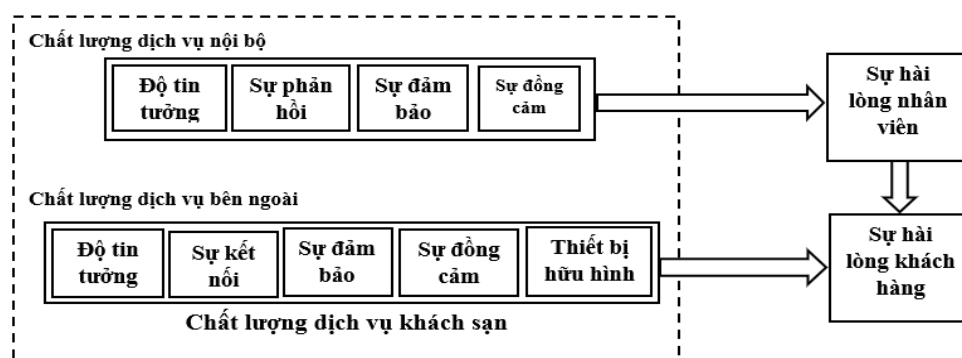 Chất lượng dịch vụ nội bộ
Độ tin
tưởng
Sự phản
hồi
Sự đảm
bảo
Sự đồng
cảm
Sự hài
lòng nhân
viên
Chất lượng dịch vụ bên ngoài
Độ tin
tưởng
Sự kết
nối
Sự đảm
bảo
Sự đồng
cảm
Thiết bị
hữu hình
Sự hài
lòng khách
hàng
Chất lượng dịch vụ khách sạn